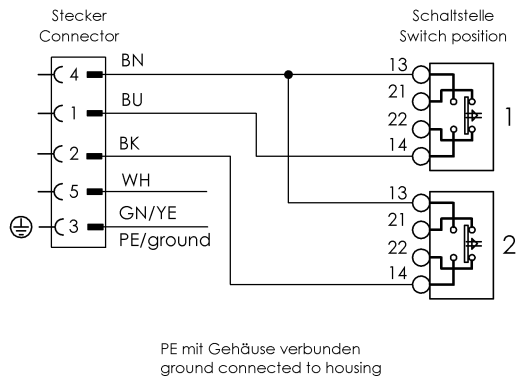 Stecker
Connector
Schaltstelle
Switch position
4 BN 13
21
1 BU
22
14
1
2 BK
5 WH
3 GN/YE
PE/ground
13
21
22
14
2
PE mit Gehäuse verbunden
ground connected to housing